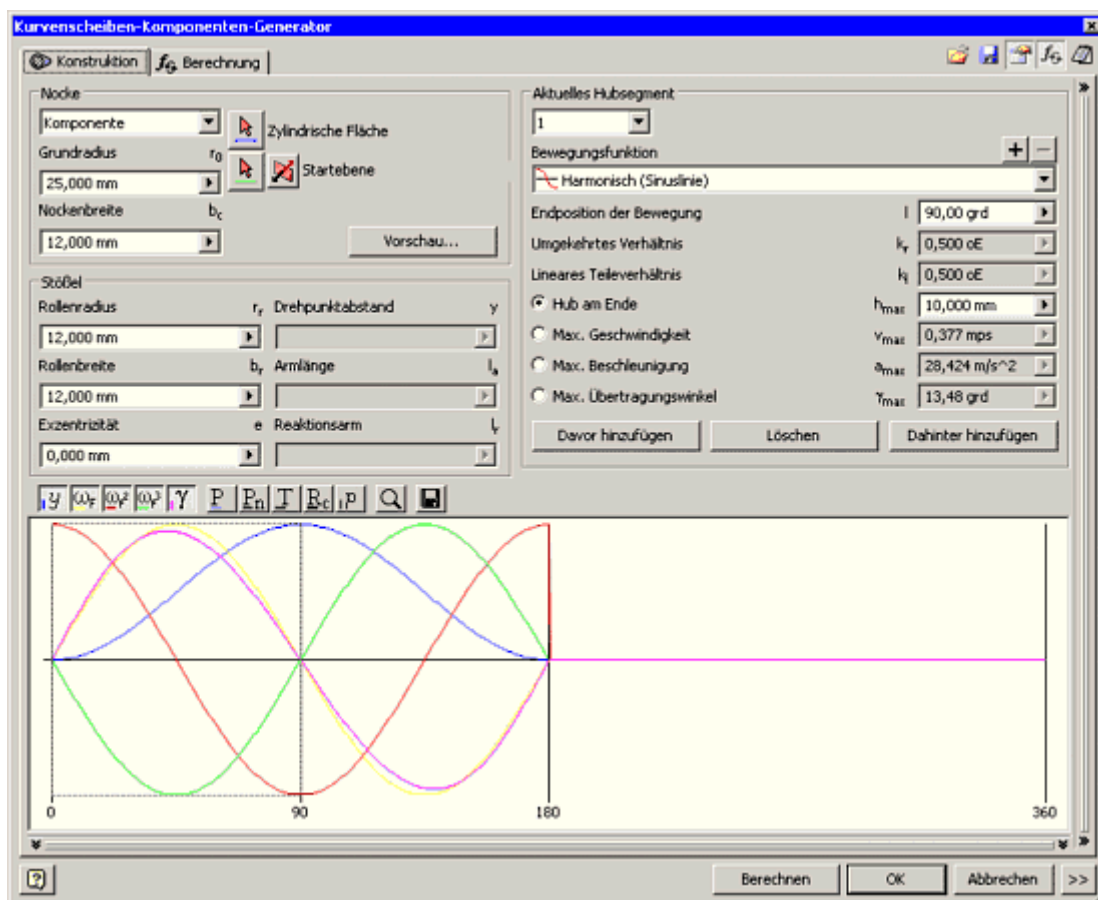 Kurvenscheiben-Komponenten-Generator
Konstruktion
fG Berechnung
fG
Nocke
Komponente
Zylindrische Fläche
Grundradius r0
Startebene
25,000 mm
Nockenbreite bc
12,000 mm
Vorschau...
Stößel
Rollenradius rr Drehpunktabstand y
12,000 mm
Rollenbreite br Armlänge la
12,000 mm
Exzentrizität e Reaktionsarm lr
0,000 mm
Aktuelles Hubsegment
1
Bewegungsfunktion
+ −
Harmonisch (Sinuslinie)
Endposition der Bewegung l 90,00 grd
Umgekehrtes Verhältnis kr 0,500 oE
Lineares Teileverhältnis kl 0,500 oE
Hub am Ende hmax 10,000 mm
Max. Geschwindigkeit vmax 0,377 mps
Max. Beschleunigung amax 28,424 m/s^2
Max. Übertragungswinkel γmax 13,48 grd
Davor hinzufügen Löschen Dahinter hinzufügen
y ωr ωr² ωr³ γ P Pn T Rc p
0 90 180 360
? Berechnen OK Abbrechen >>